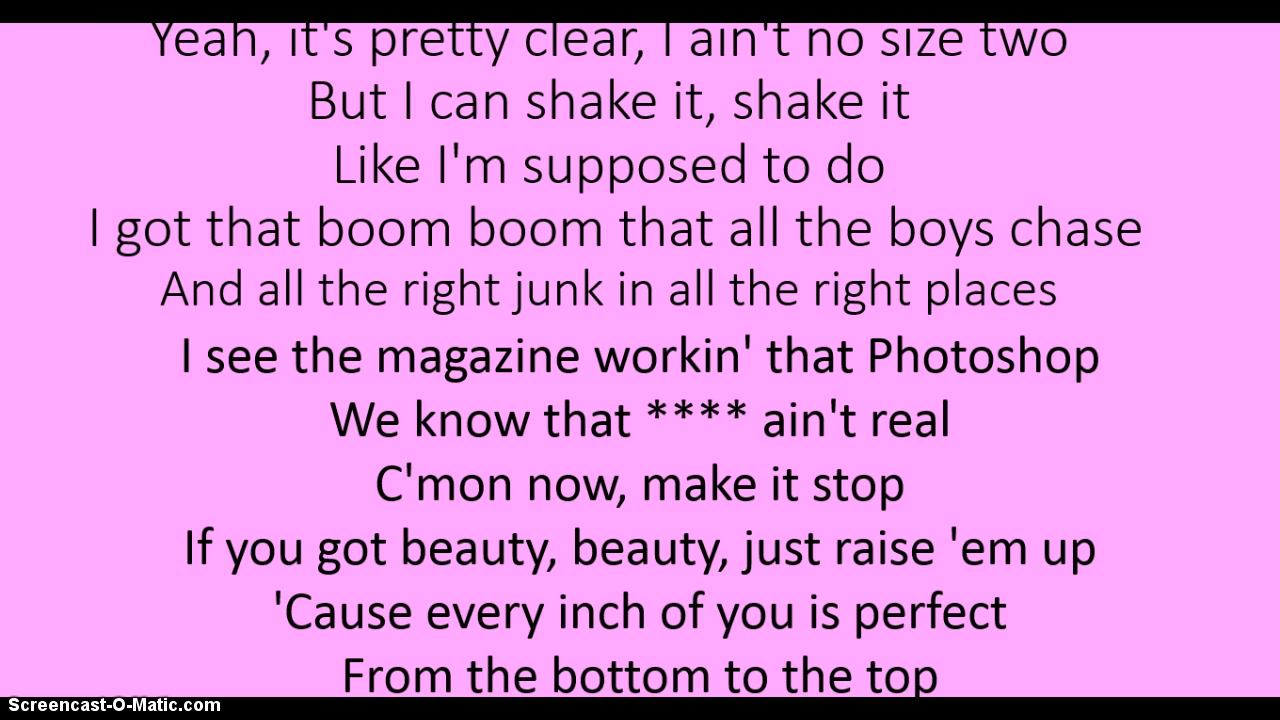 Yeah, it's pretty clear, I ain't no size two
But I can shake it, shake it
Like I'm supposed to do
I got that boom boom that all the boys chase
And all the right junk in all the right places
I see the magazine workin' that Photoshop
We know that **** ain't real
C'mon now, make it stop
If you got beauty, beauty, just raise 'em up
'Cause every inch of you is perfect
From the bottom to the top
Screencast-O-Matic.com